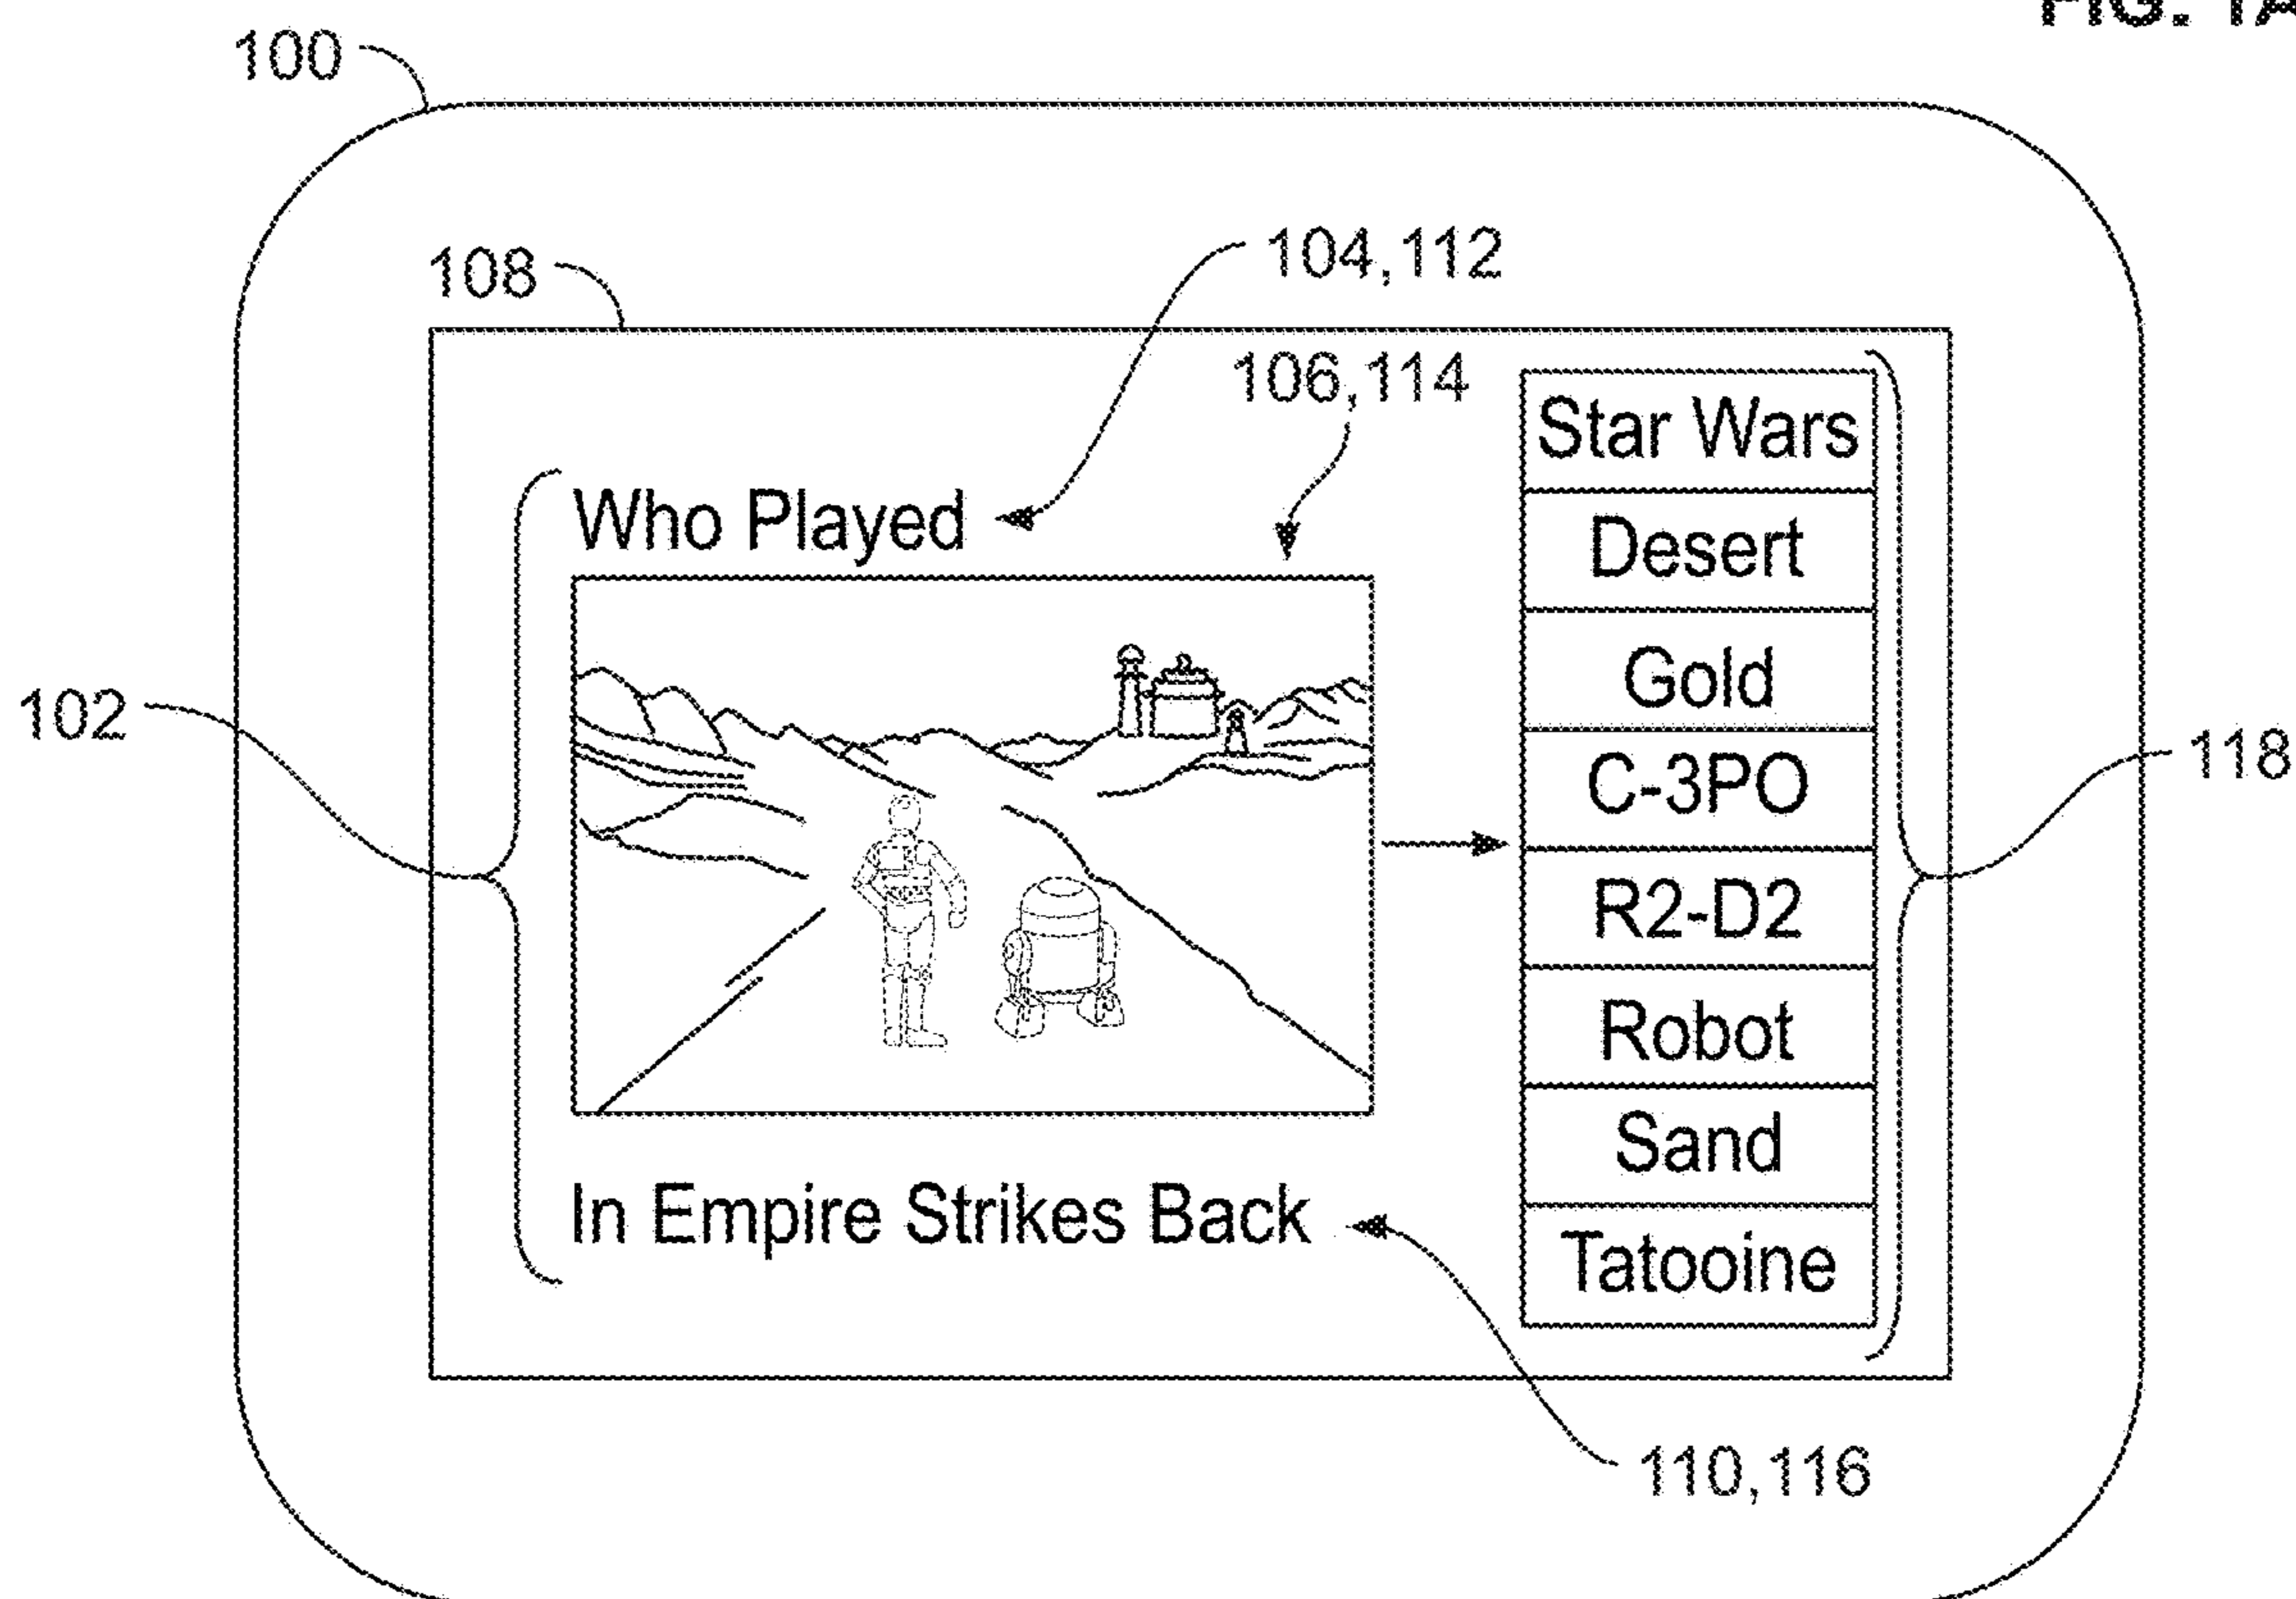 FIG. 1A
100
108
104,112
106,114
Who Played
102
In Empire Strikes Back
110,116
Star Wars
Desert
Gold
C-3PO
R2-D2
Robot
Sand
Tatooine
118